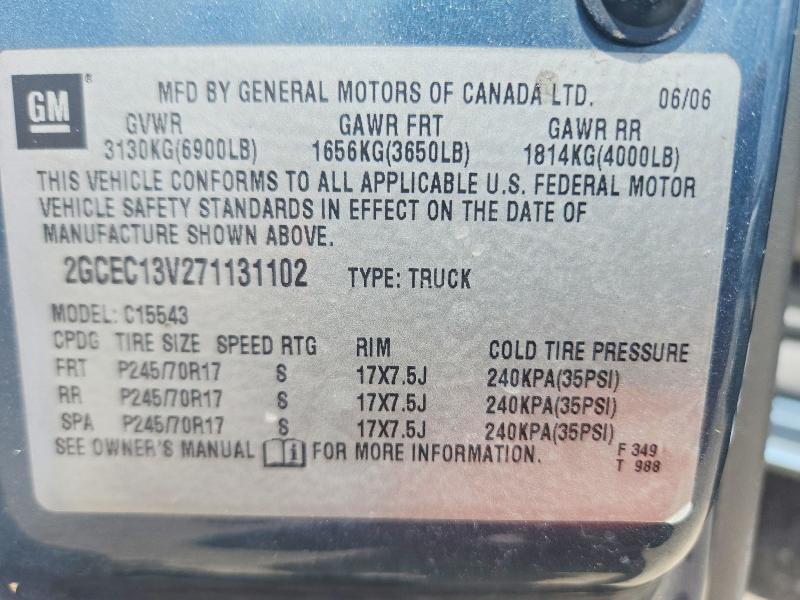 GM ® MFD BY GENERAL MOTORS OF CANADA LTD. 06/06
GVWR GAWR FRT GAWR RR
3130KG(6900LB) 1656KG(3650LB) 1814KG(4000LB)
THIS VEHICLE CONFORMS TO ALL APPLICABLE U.S. FEDERAL MOTOR
VEHICLE SAFETY STANDARDS IN EFFECT ON THE DATE OF
MANUFACTURE SHOWN ABOVE.
2GCEC13V271131102 TYPE: TRUCK
MODEL: C15543
CPDG TIRE SIZE SPEED RTG RIM COLD TIRE PRESSURE
FRT P245/70R17 S 17X7.5J 240KPA(35PSI)
RR P245/70R17 S 17X7.5J 240KPA(35PSI)
SPA P245/70R17 S 17X7.5J 240KPA(35PSI)
SEE OWNER'S MANUAL FOR MORE INFORMATION. F 349
T 988